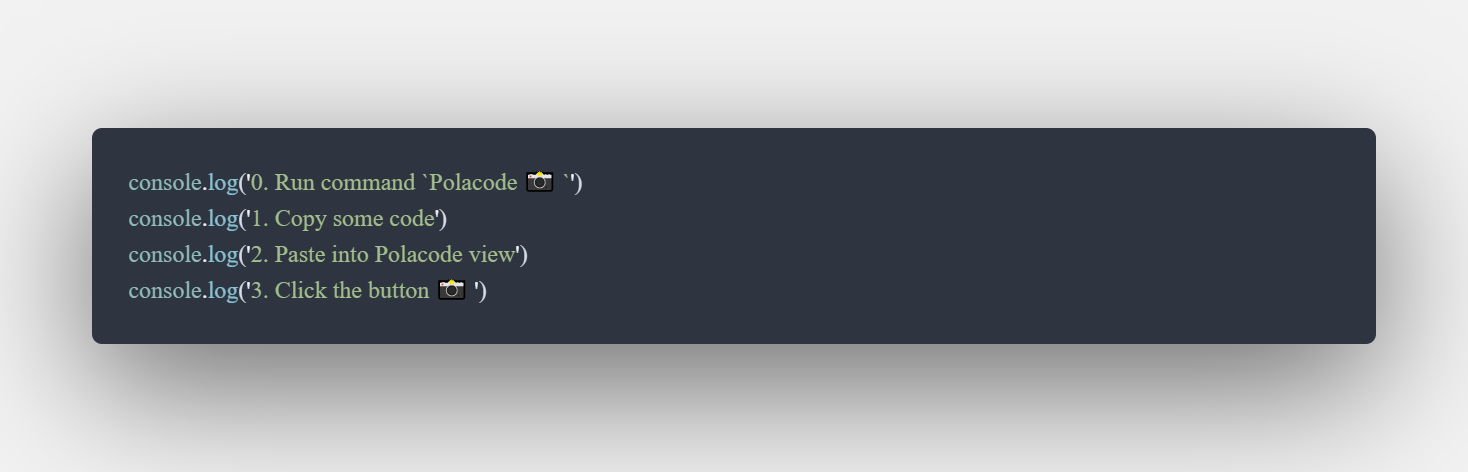 console.log('0. Run command `Polacode 📸 `')
console.log('1. Copy some code')
console.log('2. Paste into Polacode view')
console.log('3. Click the button 📸 ')